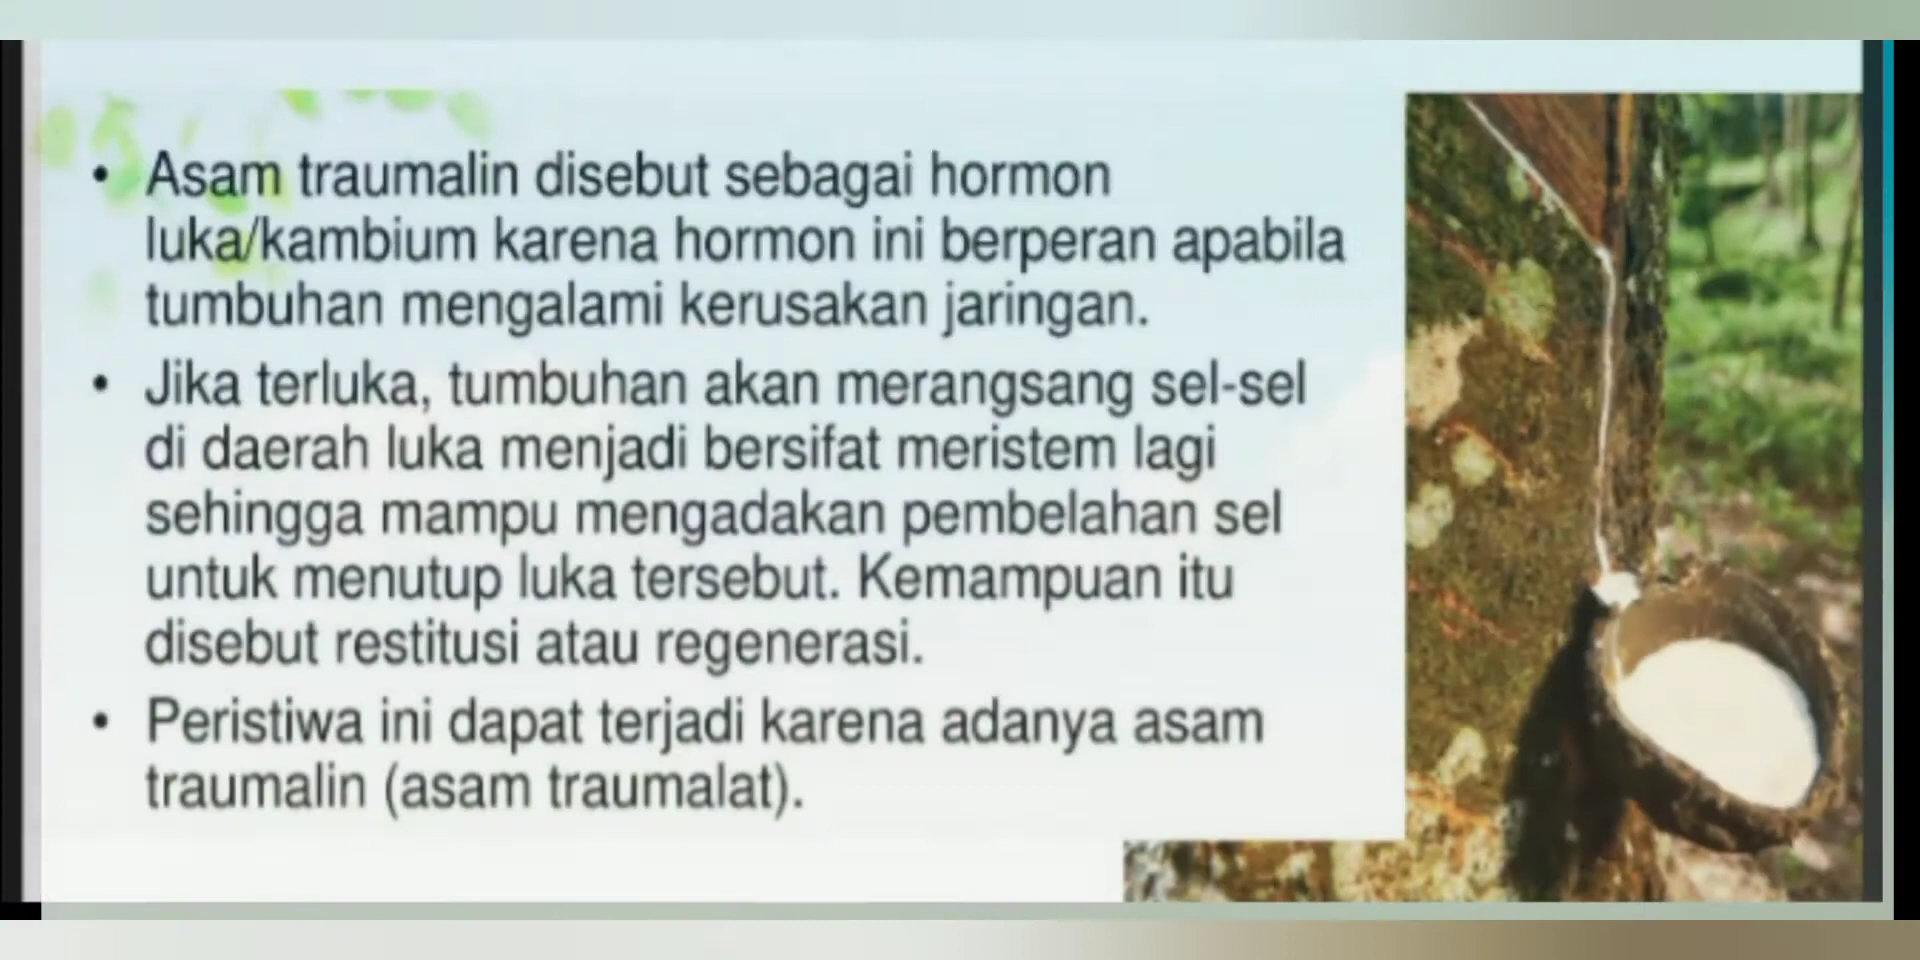 • Asam traumalin disebut sebagai hormon
luka/kambium karena hormon ini berperan apabila
tumbuhan mengalami kerusakan jaringan.
• Jika terluka, tumbuhan akan merangsang sel-sel
di daerah luka menjadi bersifat meristem lagi
sehingga mampu mengadakan pembelahan sel
untuk menutup luka tersebut. Kemampuan itu
disebut restitusi atau regenerasi.
• Peristiwa ini dapat terjadi karena adanya asam
traumalin (asam traumalat).